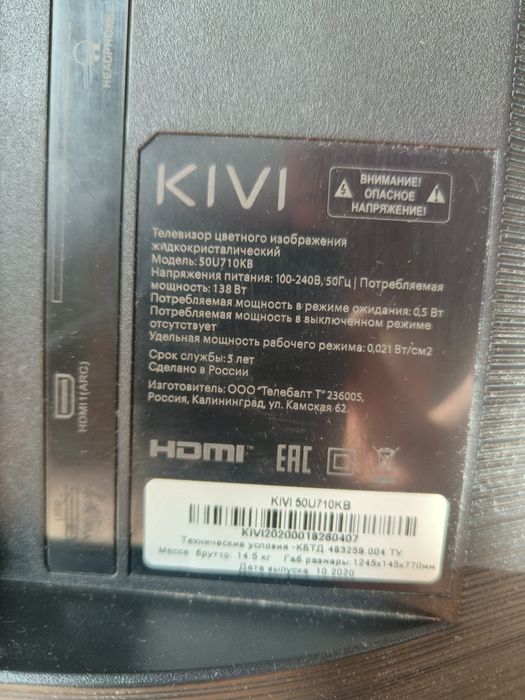 HEADPHONE
KIVI
ВНИМАНИЕ!
ОПАСНОЕ
НАПРЯЖЕНИЕ!
Телевизор цветного изображения
жидкокристалический
Модель: 50U710KB
Напряжения питания: 100-240В, 50Гц | Потребляемая
мощность: 138 Вт
Потребляемая мощность в режиме ожидания: 0,5 Вт
Потребляемая мощность в выключенном режиме
отсутствует
Удельная мощность рабочего режима: 0,021 Вт/см2
Срок службы: 5 лет
Сделано в России
Изготовитель: ООО "Телебалт Т" 236005,
Россия, Калининград, ул. Камская 62
HDMI1(ARC)
HDMI™
EAC
KIVI 50U710KB
KIVI20200018260407
Технические условия -КБТД 463259.004 ТУ
Масса брутто: 14.5 кг Габ размеры: 1245x145x770мм
Дата выпуска 10.2020